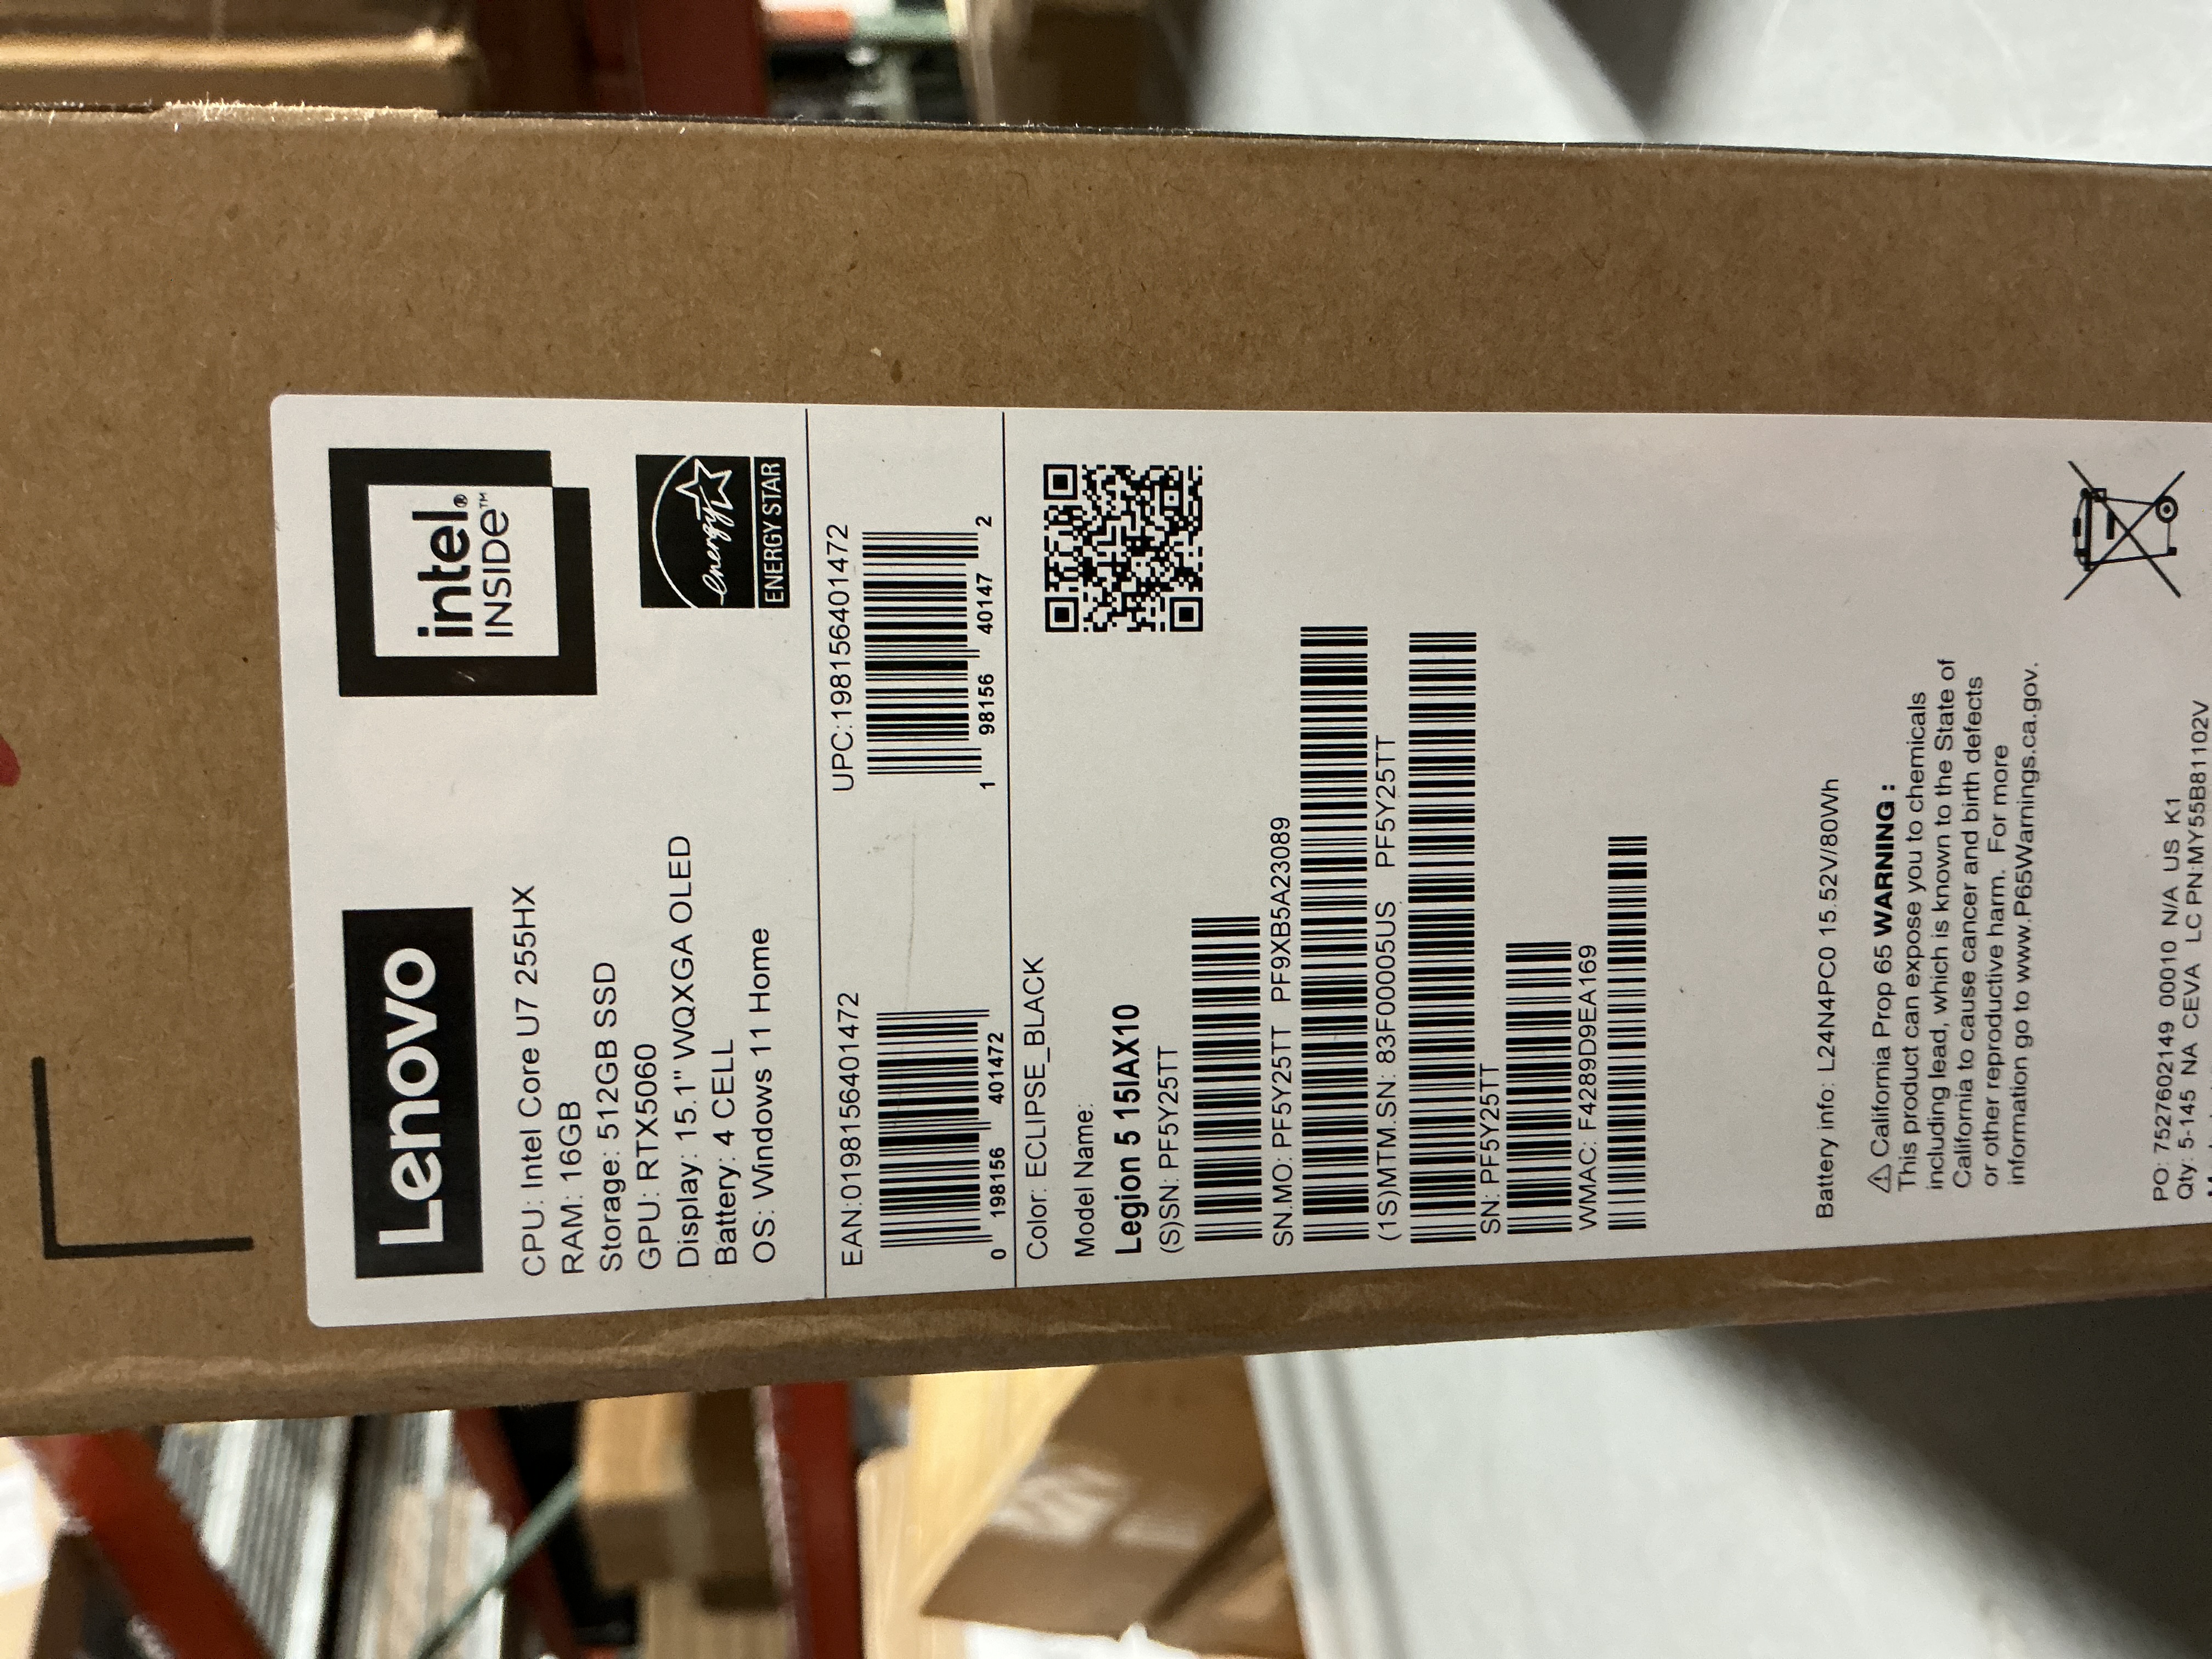 Lenovo
intel®
INSIDE™
CPU: Intel Core U7 255HX
RAM: 16GB
Storage: 512GB SSD
GPU: RTX5060
Display: 15.1" WQXGA OLED
Battery: 4 CELL
OS: Windows 11 Home
energy
ENERGY STAR
EAN:0198156401472
0 198156 401472
UPC:198156401472
1 98156 40147 2
Color: ECLIPSE_BLACK
Model Name:
Legion 5 15IAX10
(S)SN: PF5Y25TT
SN.MO: PF5Y25TT PF9XB5A23089
(1S)MTM.SN: 83F00005US PF5Y25TT
SN: PF5Y25TT
WMAC: F4289D9EA169
Battery info: L24N4PC0 15.52V/80Wh
⚠California Prop 65 WARNING :
This product can expose you to chemicals
including lead, which is known to the State of
California to cause cancer and birth defects
or other reproductive harm. For more
information go to www.P65Warnings.ca.gov.
PO: 7527602149 00010 N/A US K1
Qty: 5-145 NA CEVA LC PN:MY55B81102V